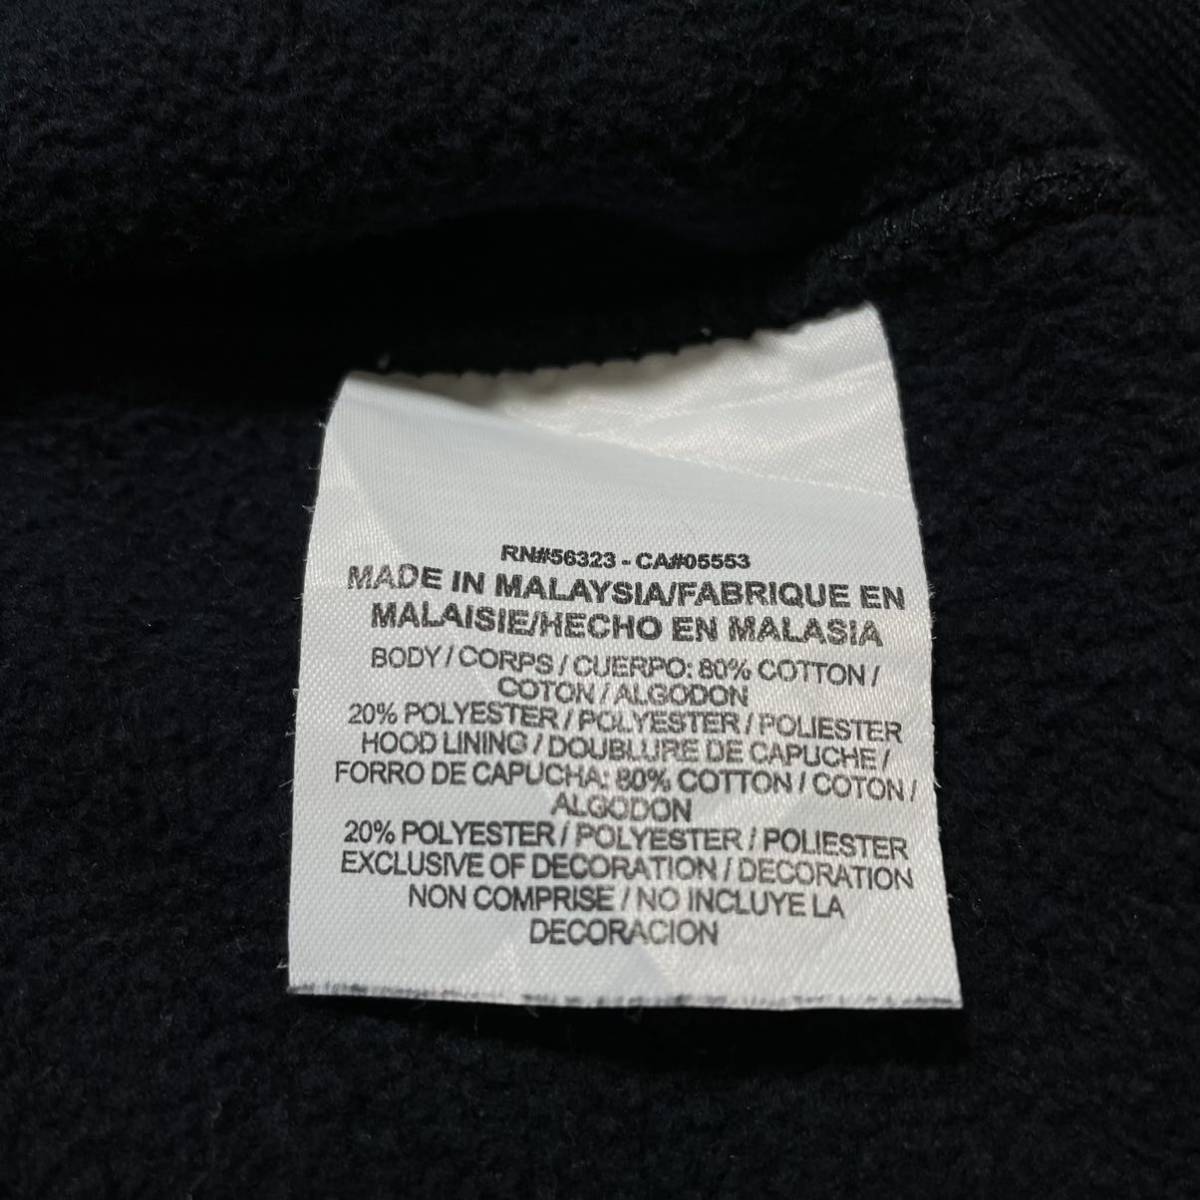 RN#56323 - CA#05553
MADE IN MALAYSIA/FABRIQUE EN
MALAISIE/HECHO EN MALASIA
BODY / CORPS / CUERPO: 80% COTTON /
COTON / ALGODON
20% POLYESTER / POLYESTER / POLIESTER
HOOD LINING / DOUBLURE DE CAPUCHE /
FORRO DE CAPUCHA: 80% COTTON / COTON /
ALGODON
20% POLYESTER / POLYESTER / POLIESTER
EXCLUSIVE OF DECORATION / DECORATION
NON COMPRISE / NO INCLUYE LA
DECORACION